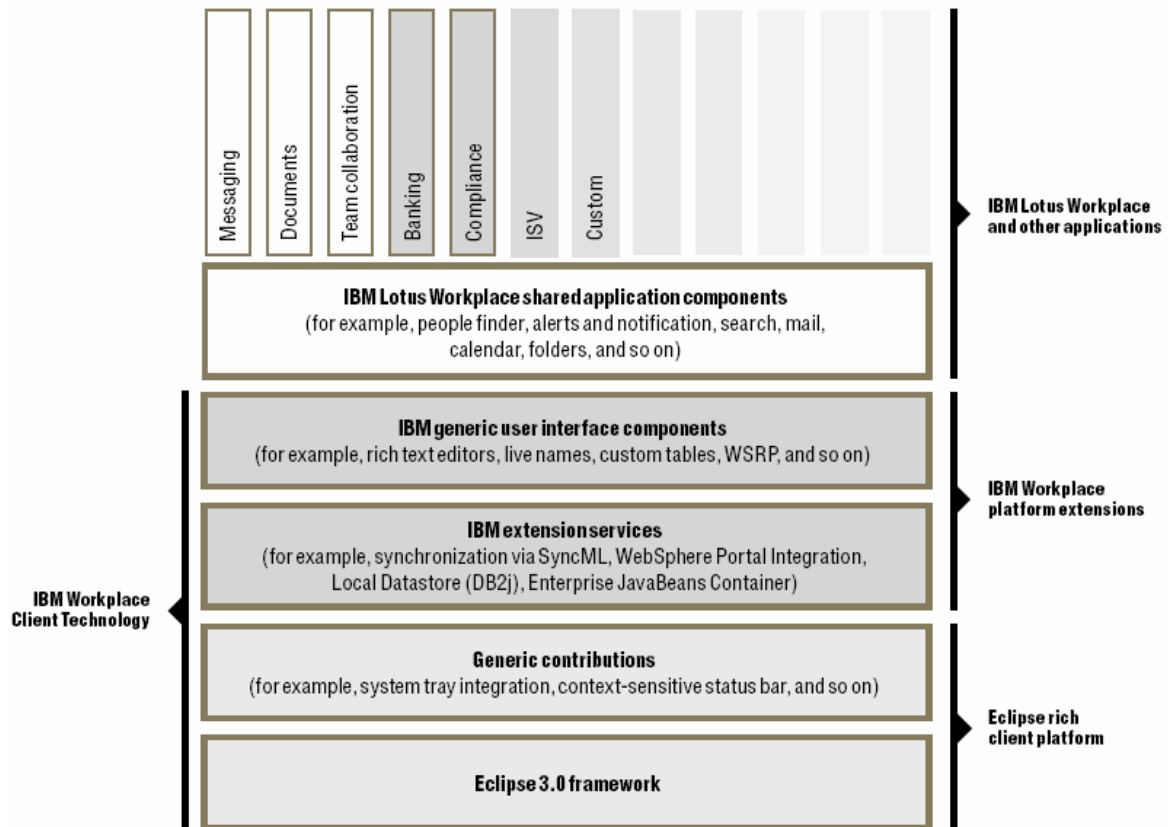 Messaging
Documents
Team collaboration
Banking
Compliance
ISV
Custom
IBM Lotus Workplace
and other applications
IBM Lotus Workplace shared application components
(for example, people finder, alerts and notification, search, mail,
calendar, folders, and so on)
IBM generic user interface components
(for example, rich text editors, live names, custom tables, WSRP, and so on)
IBM Workplace
platform extensions
IBM extension services
(for example, synchronization via SyncML, WebSphere Portal Integration,
Local Datastore (DB2j), Enterprise JavaBeans Container)
IBM Workplace
Client Technology
Generic contributions
(for example, system tray integration, context-sensitive status bar, and so on)
Eclipse rich
client platform
Eclipse 3.0 framework